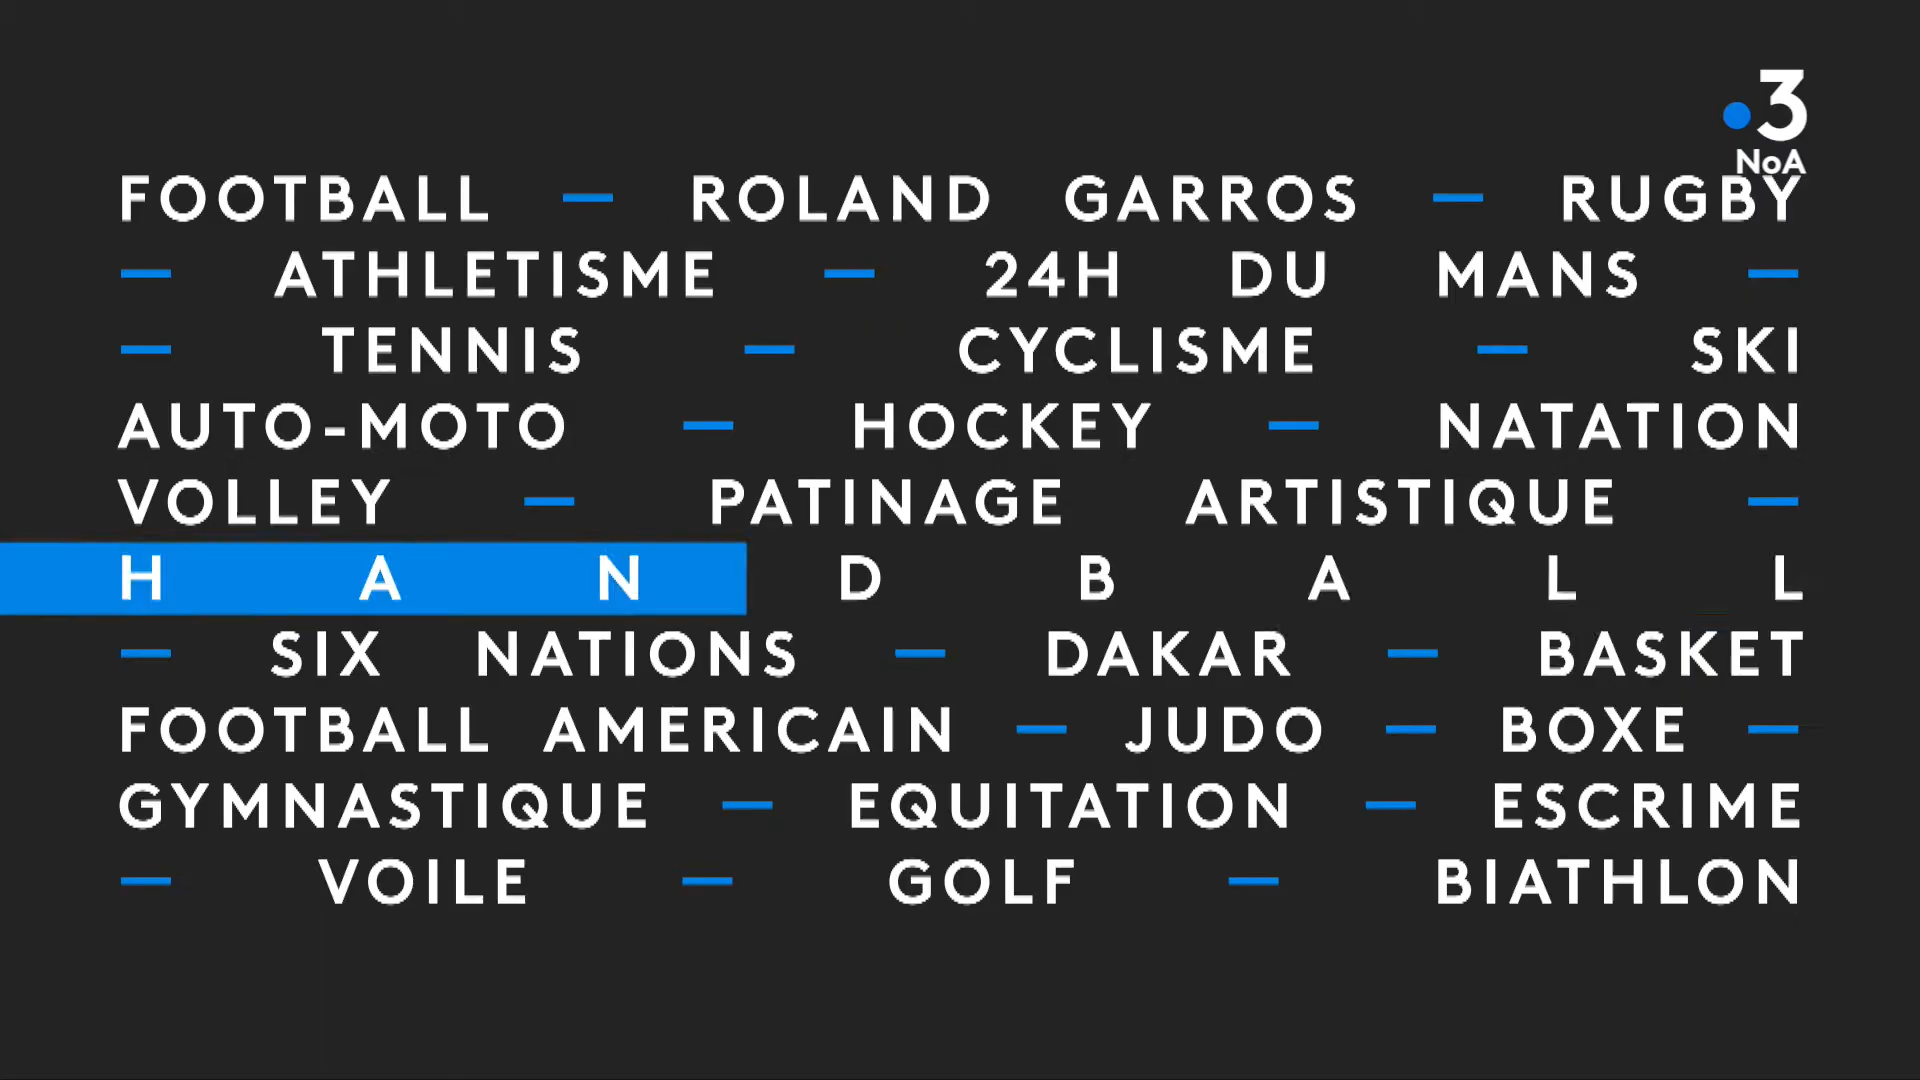 3
NoA
FOOTBALL — ROLAND GARROS — RUGBY
— ATHLETISME — 24H DU MANS —
— TENNIS — CYCLISME — SKI
AUTO-MOTO — HOCKEY — NATATION
VOLLEY — PATINAGE ARTISTIQUE —
HANDBALL
— SIX NATIONS — DAKAR — BASKET
FOOTBALL AMERICAIN — JUDO — BOXE —
GYMNASTIQUE — EQUITATION — ESCRIME
— VOILE — GOLF — BIATHLON